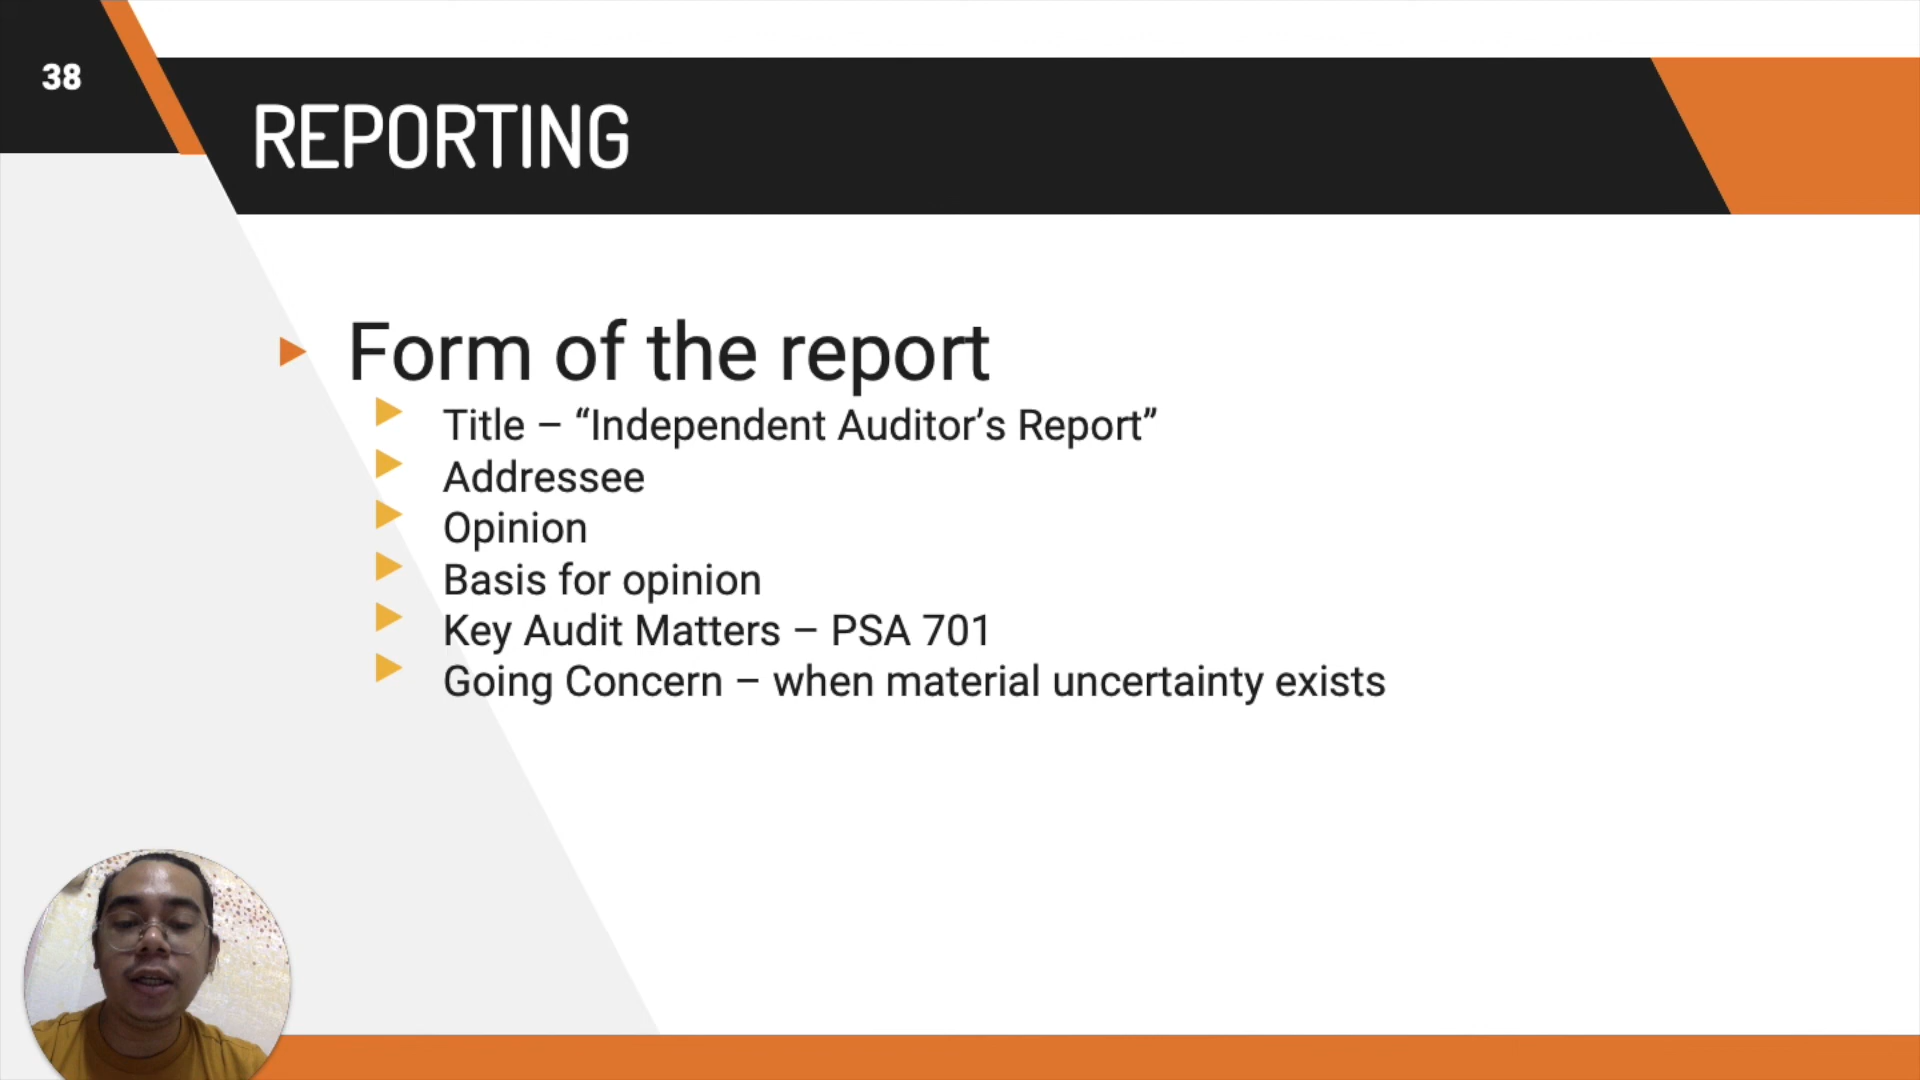 38
REPORTING
Form of the report
Title – “Independent Auditor’s Report”
Addressee
Opinion
Basis for opinion
Key Audit Matters – PSA 701
Going Concern – when material uncertainty exists